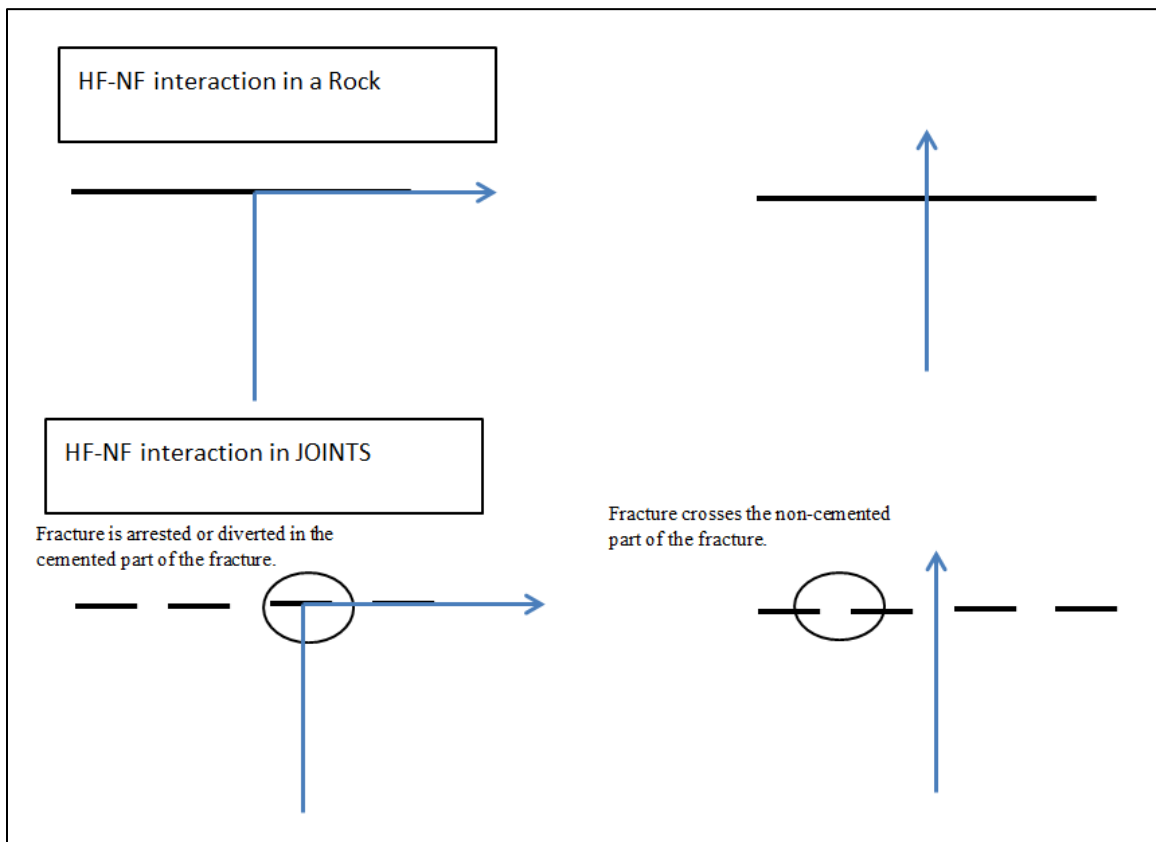 HF-NF interaction in a Rock
HF-NF interaction in JOINTS
Fracture is arrested or diverted in the
cemented part of the fracture.
Fracture crosses the non-cemented
part of the fracture.